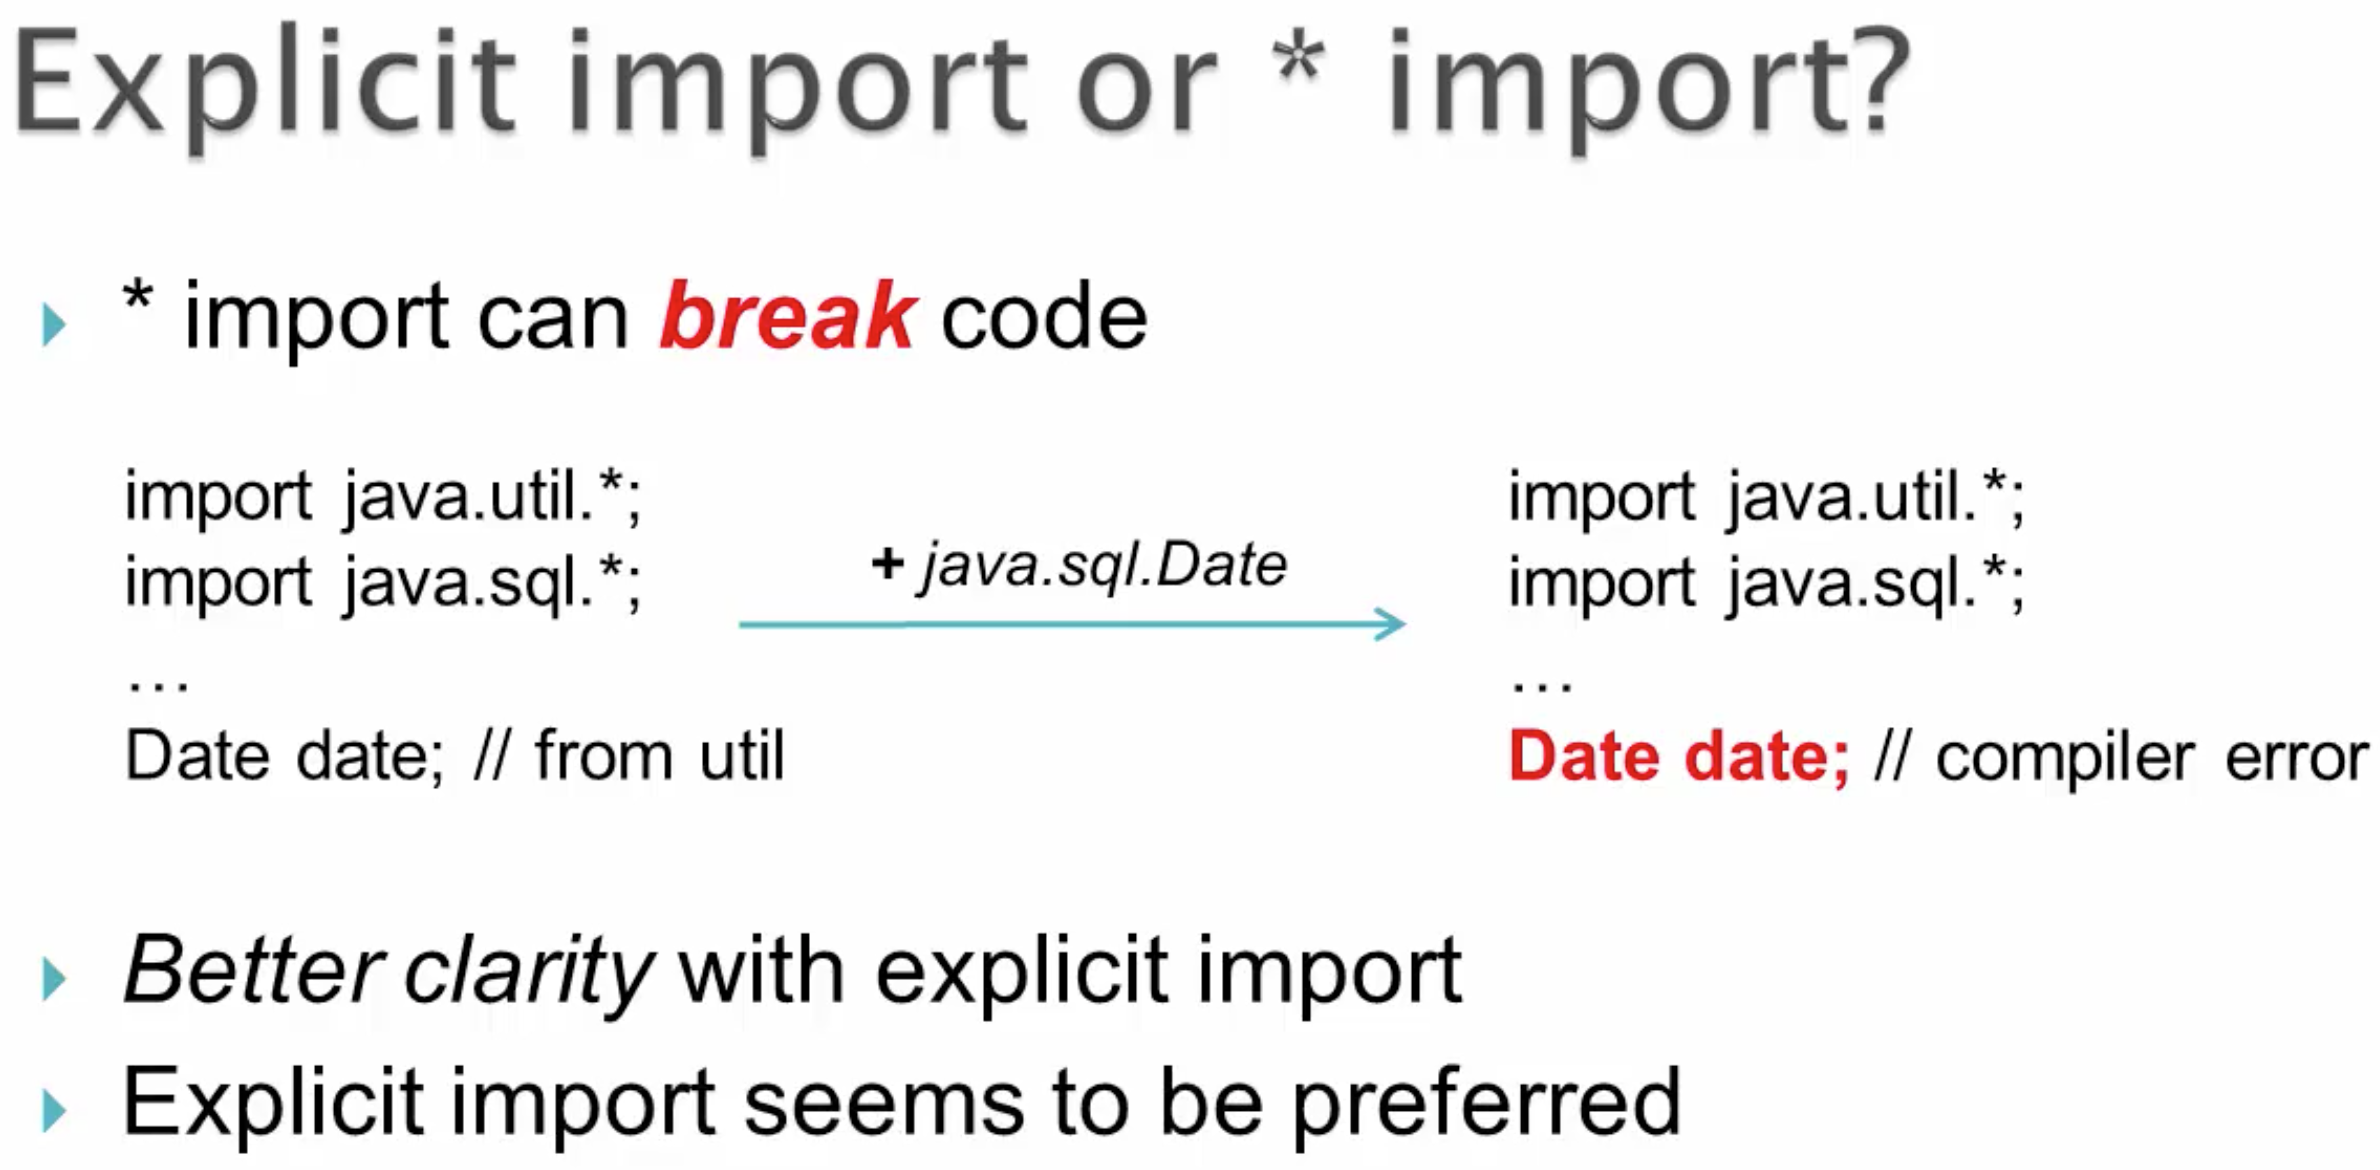 Explicit import or * import?
* import can break code
import java.util.*;
import java.sql.*;
…
Date date; // from util
+ java.sql.Date
import java.util.*;
import java.sql.*;
…
Date date; // compiler error
Better clarity with explicit import
Explicit import seems to be preferred